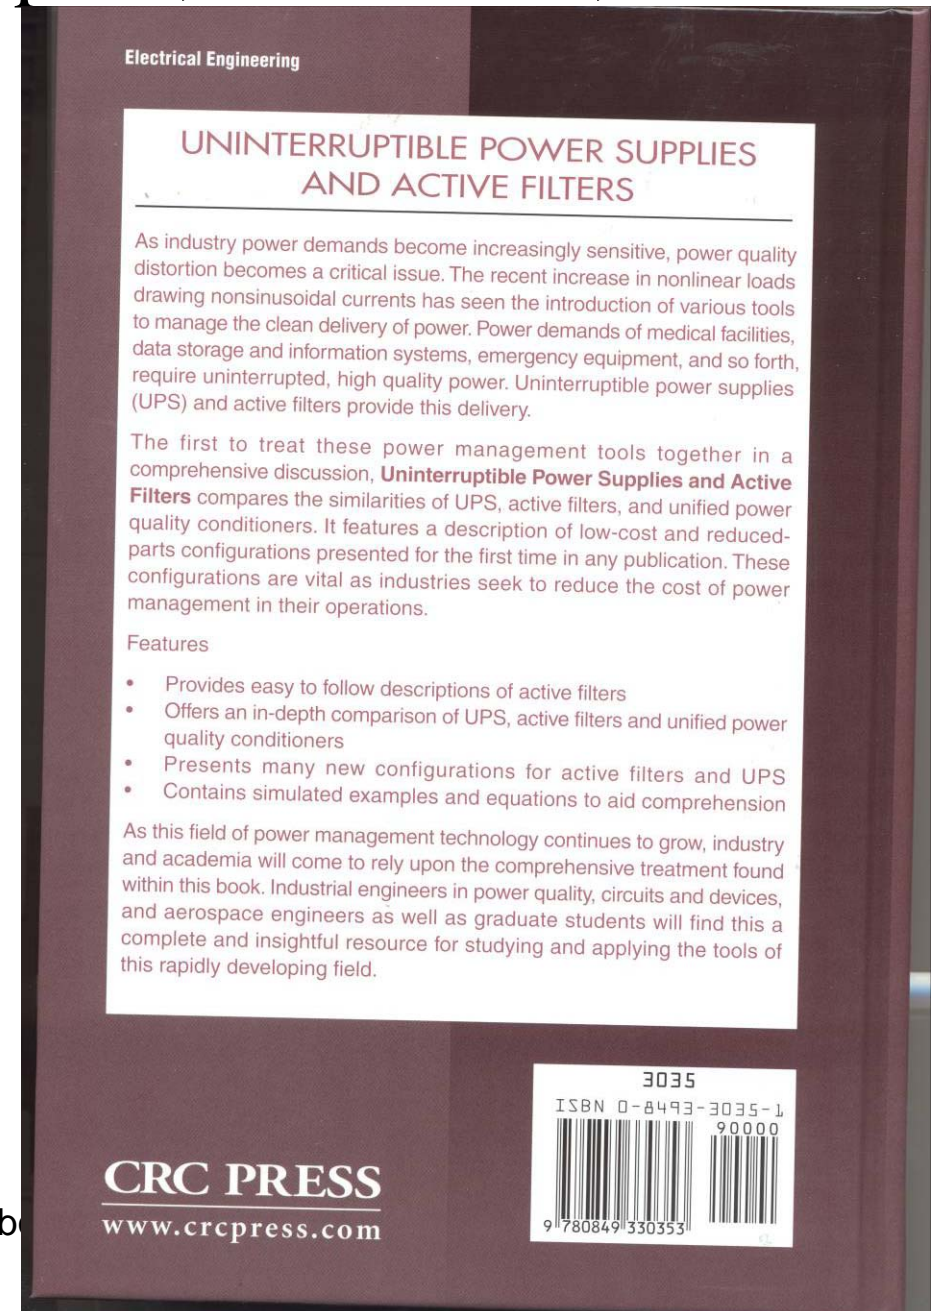 Electrical Engineering
UNINTERRUPTIBLE POWER SUPPLIES
AND ACTIVE FILTERS
As industry power demands become increasingly sensitive, power quality
distortion becomes a critical issue. The recent increase in nonlinear loads
drawing nonsinusoidal currents has seen the introduction of various tools
to manage the clean delivery of power. Power demands of medical facilities,
data storage and information systems, emergency equipment, and so forth,
require uninterrupted, high quality power. Uninterruptible power supplies
(UPS) and active filters provide this delivery.
The first to treat these power management tools together in a
comprehensive discussion, Uninterruptible Power Supplies and Active
Filters compares the similarities of UPS, active filters, and unified power
quality conditioners. It features a description of low-cost and reduced-
parts configurations presented for the first time in any publication. These
configurations are vital as industries seek to reduce the cost of power
management in their operations.
Features
• Provides easy to follow descriptions of active filters
• Offers an in-depth comparison of UPS, active filters and unified power
quality conditioners
• Presents many new configurations for active filters and UPS
• Contains simulated examples and equations to aid comprehension
As this field of power management technology continues to grow, industry
and academia will come to rely upon the comprehensive treatment found
within this book. Industrial engineers in power quality, circuits and devices,
and aerospace engineers as well as graduate students will find this a
complete and insightful resource for studying and applying the tools of
this rapidly developing field.
3035
ISBN 0-8493-3035-1
90000
9 780849 330353
CRC PRESS
www.crcpress.com